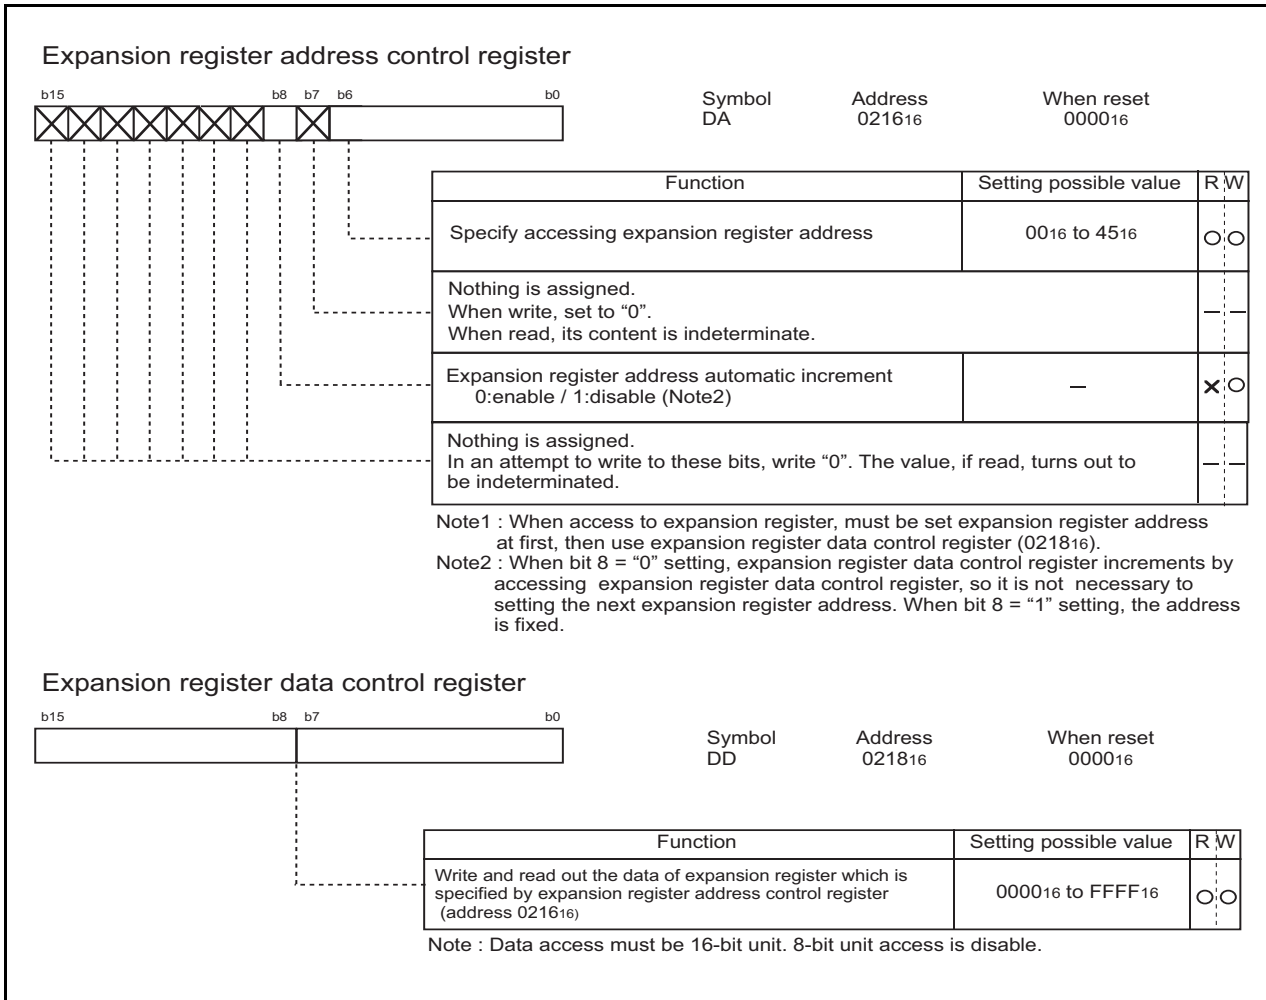 Expansion register address control register
b15 b8 b7 b6 b0
Symbol Address When reset
DA 021616 000016
Function Setting possible value R W
Specify accessing expansion register address 0016 to 4516
Nothing is assigned.
When write, set to “0”.
When read, its content is indeterminate.
Expansion register address automatic increment
0:enable / 1:disable (Note2) –
Nothing is assigned.
In an attempt to write to these bits, write “0”. The value, if read, turns out to
be indeterminated.
Note1 : When access to expansion register, must be set expansion register address
at first, then use expansion register data control register (021816).
Note2 : When bit 8 = “0” setting, expansion register data control register increments by
accessing expansion register data control register, so it is not necessary to
setting the next expansion register address. When bit 8 = “1” setting, the address
is fixed.
Expansion register data control register
b15 b8 b7 b0
Symbol Address When reset
DD 021816 000016
Function Setting possible value R W
Write and read out the data of expansion register which is
specified by expansion register address control register
(address 021616)
000016 to FFFF16
Note : Data access must be 16-bit unit. 8-bit unit access is disable.